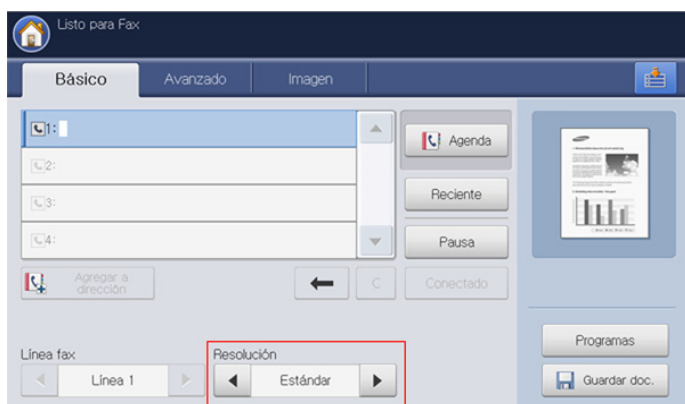 Listo para Fax
Básico
Avanzado
Imagen
1:
2:
3:
4:
Agenda
Reciente
Pausa
Agregar a
dirección
C
Conectado
Línea fax
Línea 1
Resolución
Estándar
Programas
Guardar doc.